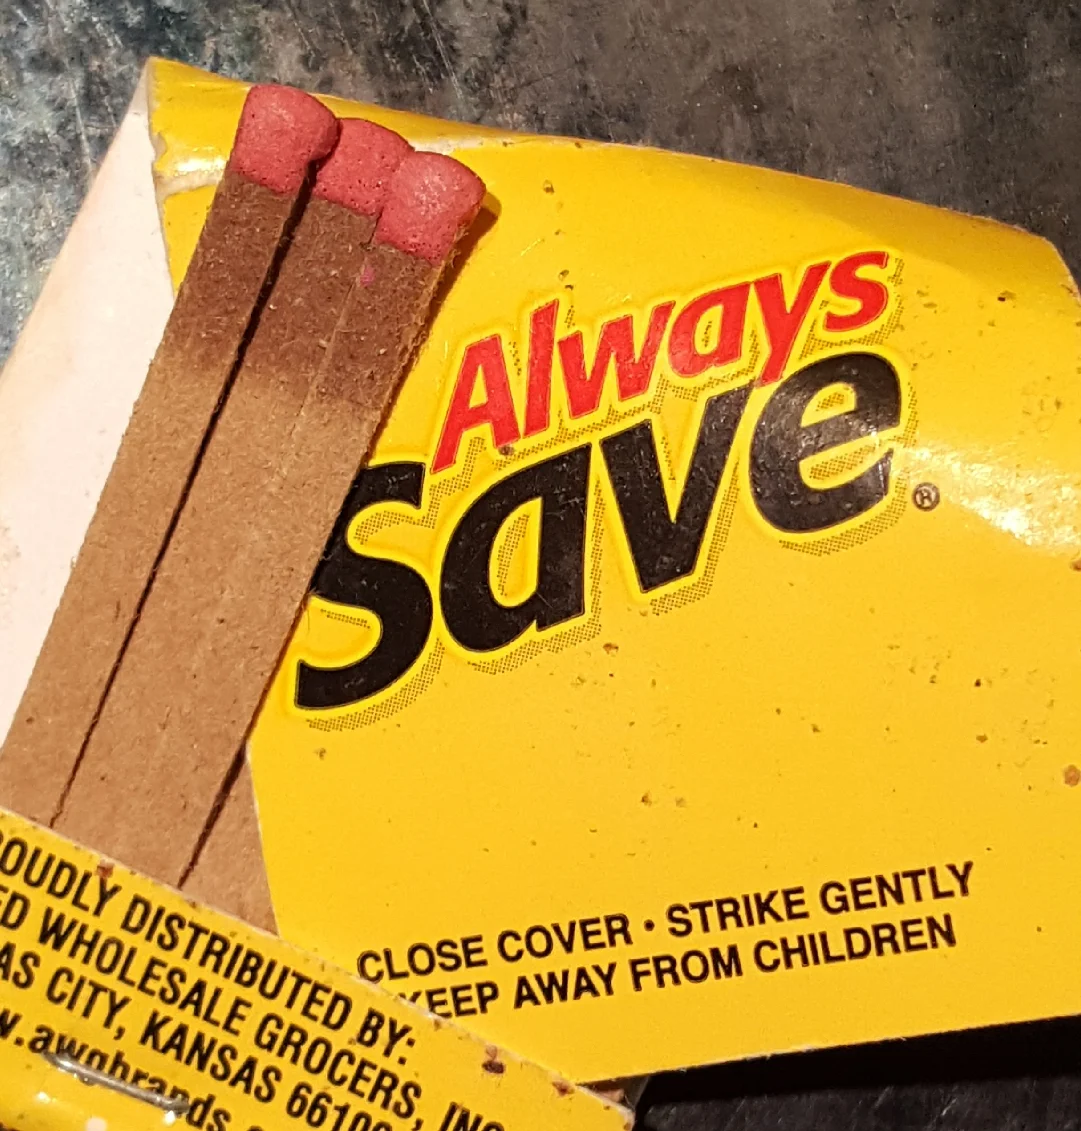 Always
Save®
CLOSE COVER • STRIKE GENTLY
KEEP AWAY FROM CHILDREN
OUDLY DISTRIBUTED BY:
ED WHOLESALE GROCERS, INC
AS CITY, KANSAS 66106
w.awgbrands.